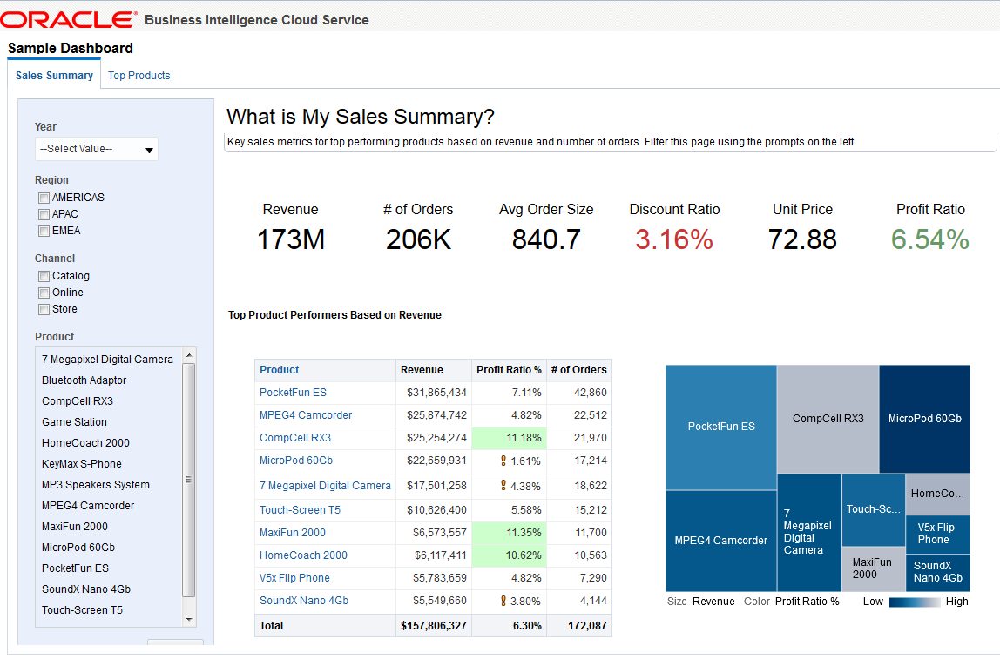 ORACLE® Business Intelligence Cloud Service
Sample Dashboard
Sales Summary Top Products
Year
--Select Value--
Region
AMERICAS
APAC
EMEA
Channel
Catalog
Online
Store
Product
7 Megapixel Digital Camera
Bluetooth Adaptor
CompCell RX3
Game Station
HomeCoach 2000
KeyMax S-Phone
MP3 Speakers System
MPEG4 Camcorder
MaxiFun 2000
MicroPod 60Gb
PocketFun ES
SoundX Nano 4Gb
Touch-Screen T5
What is My Sales Summary?
Key sales metrics for top performing products based on revenue and number of orders. Filter this page using the prompts on the left.
Revenue # of Orders Avg Order Size Discount Ratio Unit Price Profit Ratio
173M 206K 840.7 3.16% 72.88 6.54%
Top Product Performers Based on Revenue
Product Revenue Profit Ratio % # of Orders
PocketFun ES $31,865,434 7.11% 42,860
MPEG4 Camcorder $25,874,742 4.82% 22,512
CompCell RX3 $25,254,274 11.18% 21,970
MicroPod 60Gb $22,659,931 1.61% 17,214
7 Megapixel Digital Camera $17,501,258 4.38% 18,622
Touch-Screen T5 $10,626,400 5.58% 15,212
MaxiFun 2000 $6,573,557 11.35% 11,700
HomeCoach 2000 $6,117,411 10.62% 10,563
V5x Flip Phone $5,783,659 4.82% 7,290
SoundX Nano 4Gb $5,549,660 3.80% 4,144
Total $157,806,327 6.30% 172,087
PocketFun ES
CompCell RX3
MicroPod 60Gb
MPEG4 Camcorder
7
Megapixel
Digital
Camera
Touch-Sc...
HomeCo...
V5x Flip
Phone
MaxiFun
2000
SoundX
Nano 4Gb
Size Revenue Color Profit Ratio % Low High